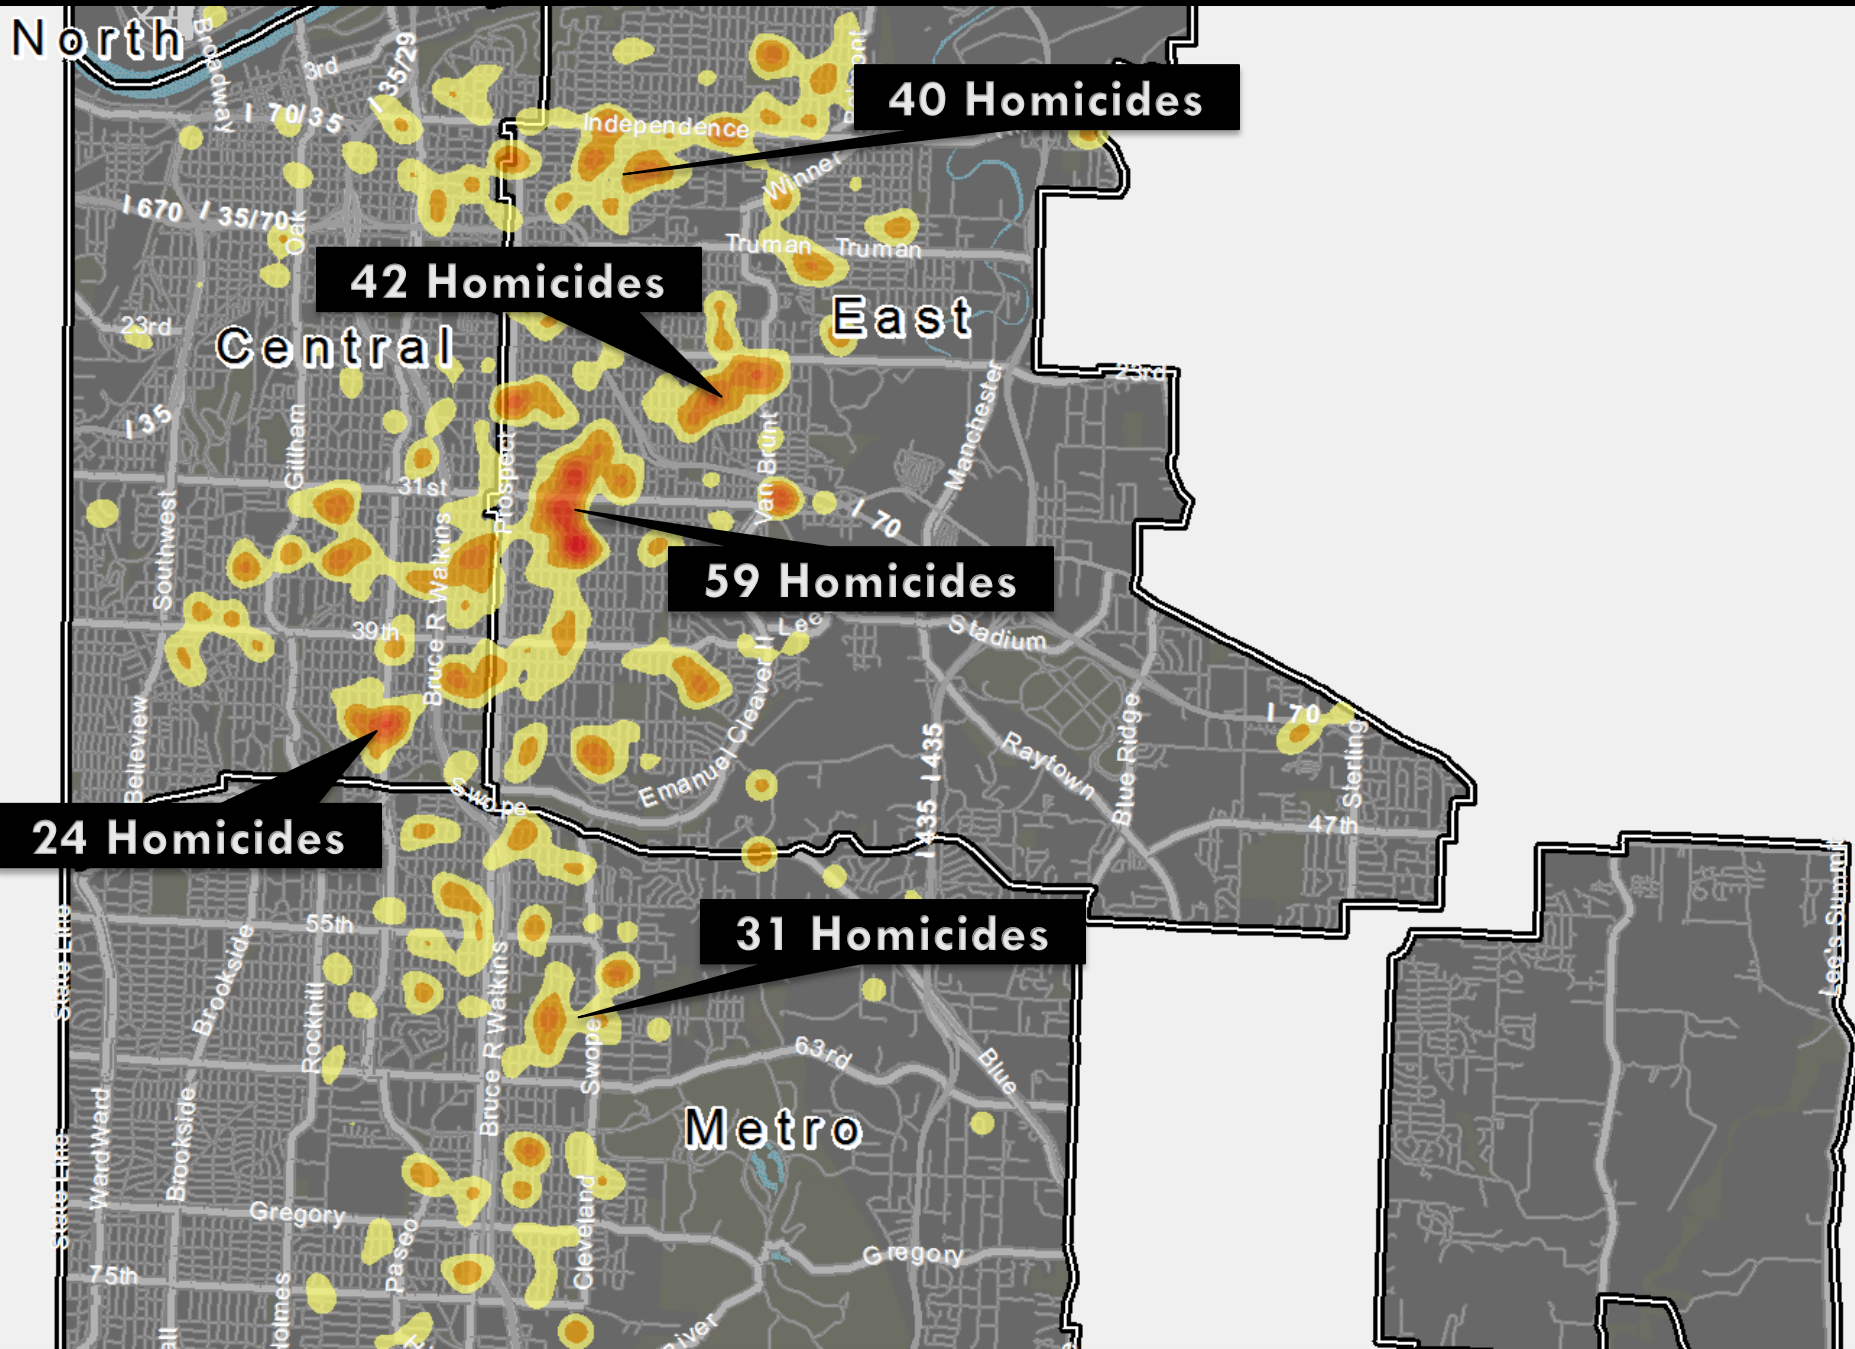 North
Broadway
3rd
I 35/29
I 70/35
Independence
40 Homicides
Winner
I 670
I 35/70
Oak
Truman
Truman
42 Homicides
East
23rd
Central
23rd
I 35
Gillham
Prospect
Van Brunt
Manchester
31st
I 70
Southwest
Bruce R Watkins
59 Homicides
39th
Lee
Stadium
Emanuel Cleaver II
Belleview
I 435
Raytown
Blue Ridge
I 70
Sterling
Swope
47th
24 Homicides
I 435
Lee's Summit
State Line
55th
Brookside
31 Homicides
Rockhill
Bruce R Watkins
Swope
63rd
Blue
Metro
Ward
Ward
Brookside
State Line
Gregory
Paseo
Cleveland
Gregory
75th